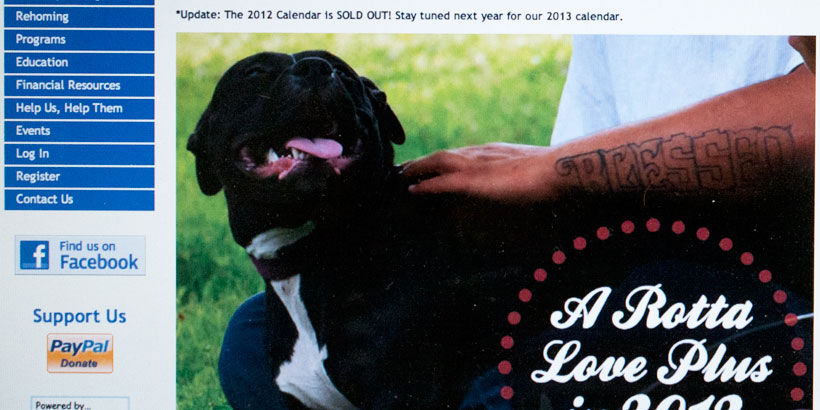 Rehoming
Programs
Education
Financial Resources
Help Us, Help Them
Events
Log In
Register
Contact Us
Find us on
Facebook
Support Us
PayPal
Donate
Powered by...
*Update: The 2012 Calendar is SOLD OUT! Stay tuned next year for our 2013 calendar.
BLESSED
A Rotta
Love Plus
in 2012